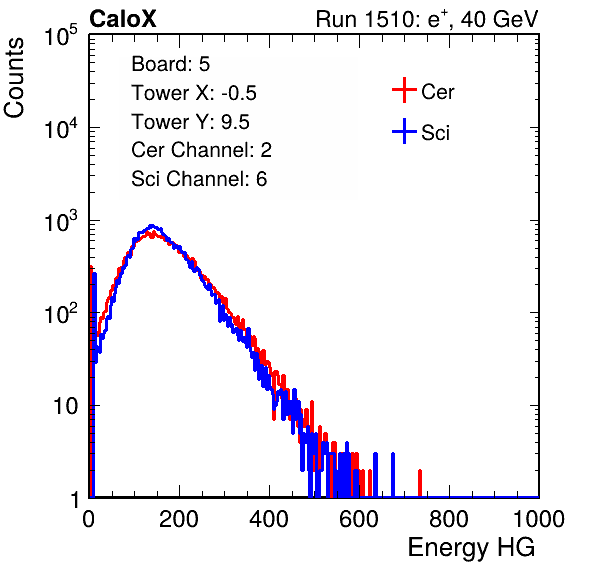 CaloX Run 1510: e⁺, 40 GeV
Counts
Board: 5
Tower X: -0.5
Tower Y: 9.5
Cer Channel: 2
Sci Channel: 6
Cer
Sci
10⁵
10⁴
10³
10²
10
1
0 200 400 600 800 1000
Energy HG